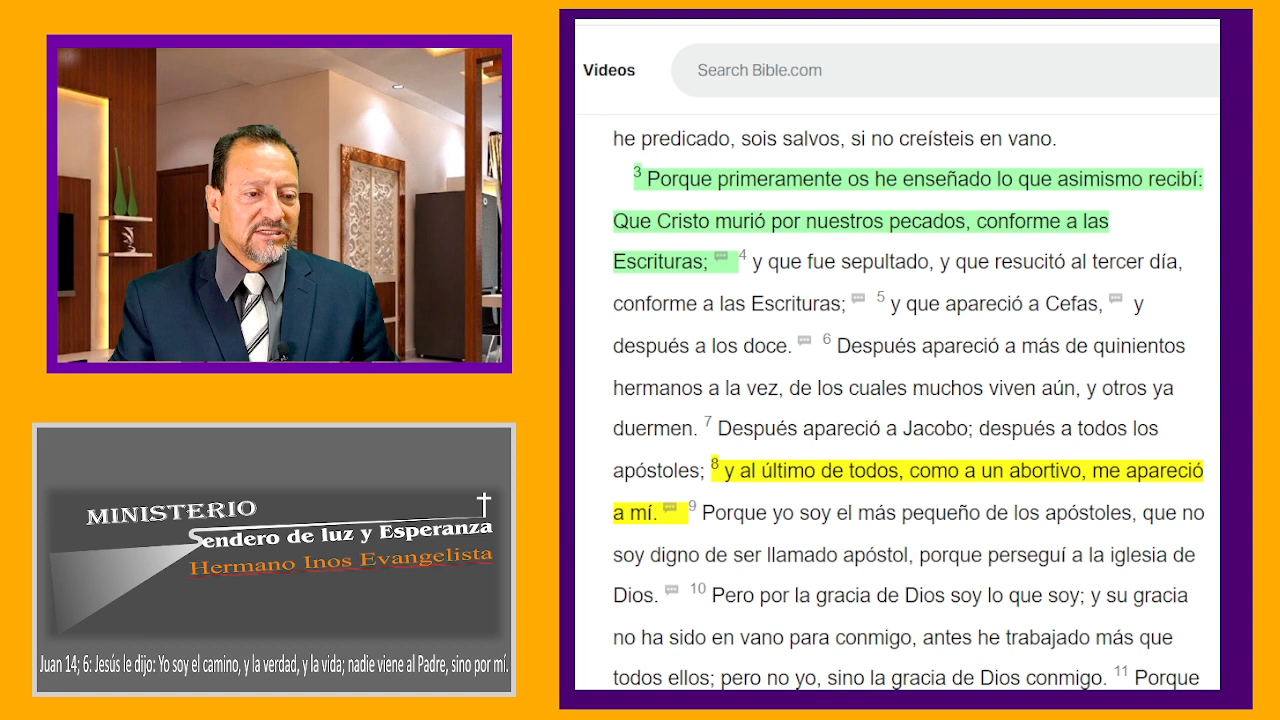 Videos
Search Bible.com
he predicado, sois salvos, si no creísteis en vano.
3 Porque primeramente os he enseñado lo que asimismo recibí:
Que Cristo murió por nuestros pecados, conforme a las
Escrituras; 4 y que fue sepultado, y que resucitó al tercer día,
conforme a las Escrituras; 5 y que apareció a Cefas, y
después a los doce. 6 Después apareció a más de quinientos
hermanos a la vez, de los cuales muchos viven aún, y otros ya
duermen. 7 Después apareció a Jacobo; después a todos los
apóstoles; 8 y al último de todos, como a un abortivo, me apareció
a mí. 9 Porque yo soy el más pequeño de los apóstoles, que no
soy digno de ser llamado apóstol, porque perseguí a la iglesia de
Dios. 10 Pero por la gracia de Dios soy lo que soy; y su gracia
no ha sido en vano para conmigo, antes he trabajado más que
todos ellos; pero no yo, sino la gracia de Dios conmigo. 11 Porque
MINISTERIO
Sendero de luz y Esperanza
Hermano Inos Evangelista
Juan 14; 6: Jesús le dijo: Yo soy el camino, y la verdad, y la vida; nadie viene al Padre, sino por mí.